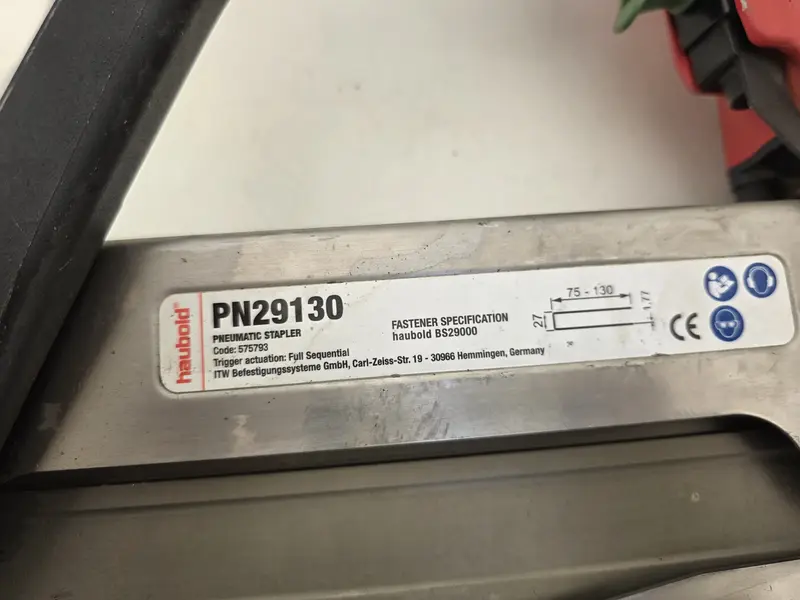 haubold
PN29130
PNEUMATIC STAPLER
Code: 575793
Trigger actuation: Full Sequential
ITW Befestigungssysteme GmbH, Carl-Zeiss-Str. 19 - 30966 Hemmingen, Germany
FASTENER SPECIFICATION
haubold BS29000
75 - 130
27
1,77
CE